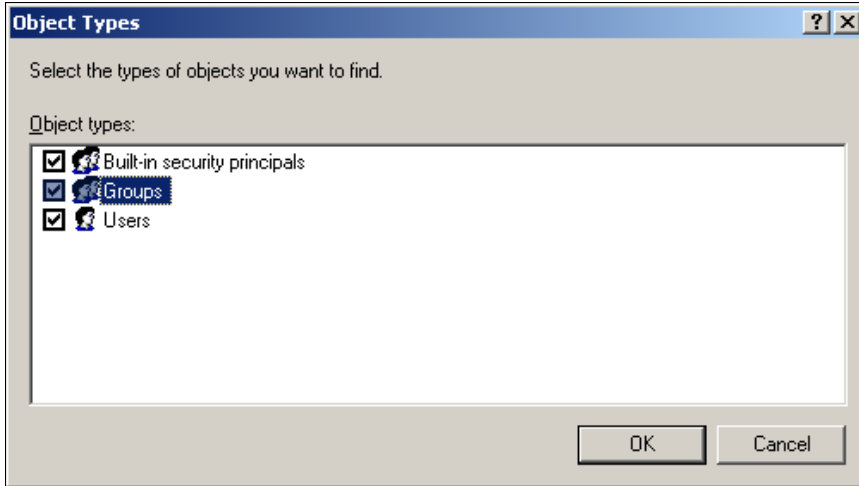 Object Types
Select the types of objects you want to find.
Object types:
Built-in security principals
Groups
Users
OK
Cancel